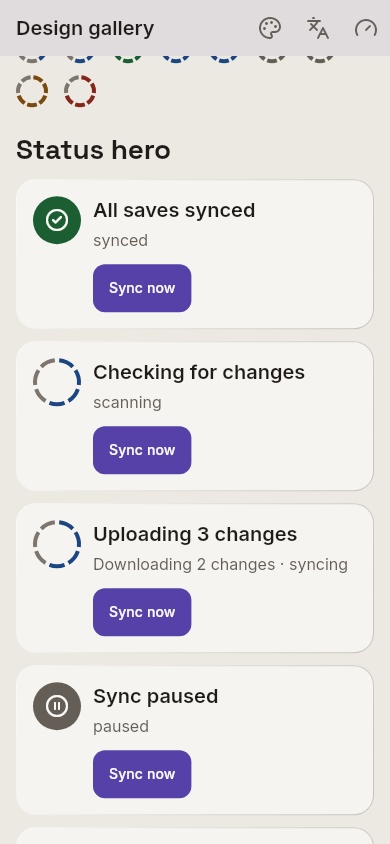 Design gallery
Status hero
All saves synced
synced
Sync now
Checking for changes
scanning
Sync now
Uploading 3 changes
Downloading 2 changes · syncing
Sync now
Sync paused
paused
Sync now